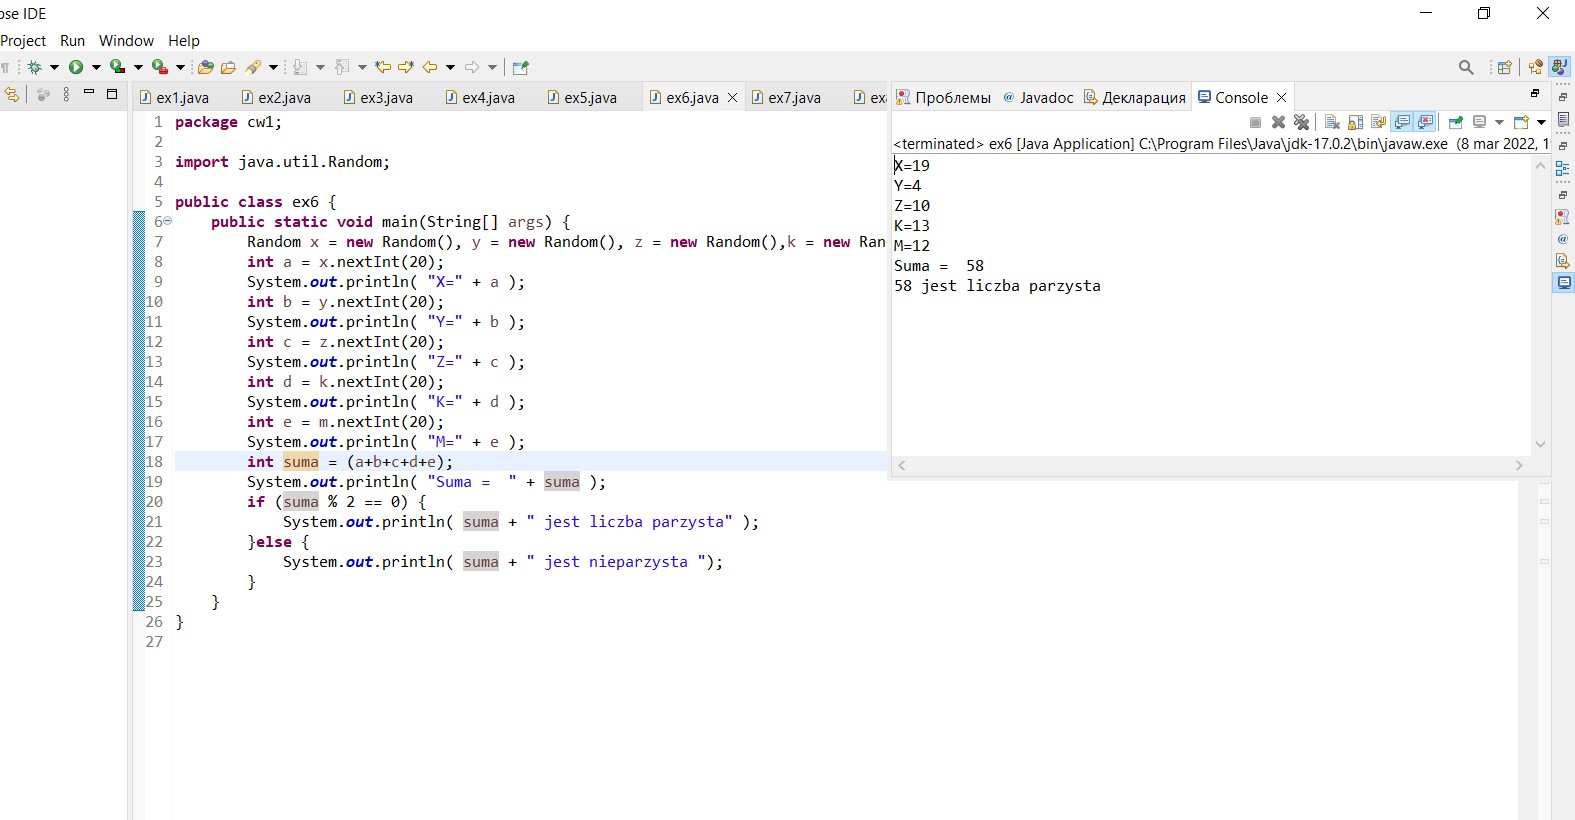 ose IDE
Project Run Window Help
ex1.java ex2.java ex3.java ex4.java ex5.java ex6.java ex7.java ex
1 package cw1;
2
3 import java.util.Random;
4
5 public class ex6 {
6 public static void main(String[] args) {
7 Random x = new Random(), y = new Random(), z = new Random(),k = new Ran
8 int a = x.nextInt(20);
9 System.out.println( "X=" + a );
10 int b = y.nextInt(20);
11 System.out.println( "Y=" + b );
12 int c = z.nextInt(20);
13 System.out.println( "Z=" + c );
14 int d = k.nextInt(20);
15 System.out.println( "K=" + d );
16 int e = m.nextInt(20);
17 System.out.println( "M=" + e );
18 int suma = (a+b+c+d+e);
19 System.out.println( "Suma =  " + suma );
20 if (suma % 2 == 0) {
21 System.out.println( suma + " jest liczba parzysta" );
22 }else {
23 System.out.println( suma + " jest nieparzysta ");
24 }
25 }
26 }
27
Проблемы @ Javadoc Декларация Console
<terminated> ex6 [Java Application] C:\Program Files\Java\jdk-17.0.2\bin\javaw.exe (8 mar 2022, 1
X=19
Y=4
Z=10
K=13
M=12
Suma =  58
58 jest liczba parzysta